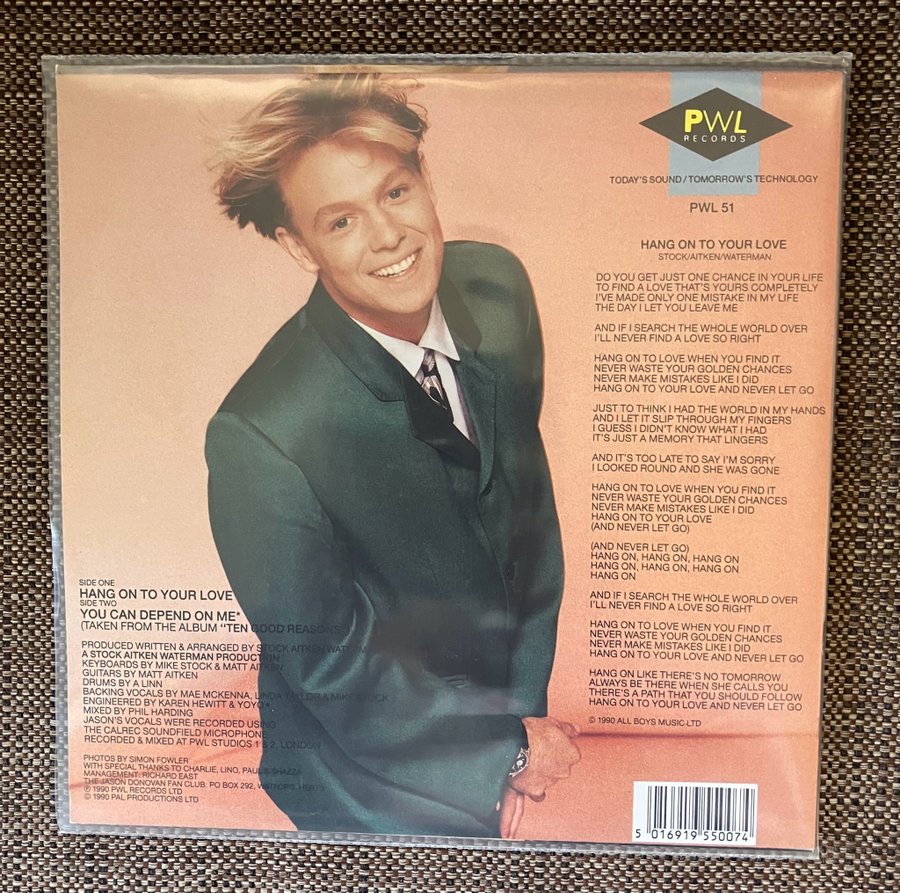 PWL
RECORDS
TODAY'S SOUND / TOMORROW'S TECHNOLOGY
PWL 51
HANG ON TO YOUR LOVE
STOCK/AITKEN/WATERMAN
DO YOU GET JUST ONE CHANCE IN YOUR LIFE
TO FIND A LOVE THAT'S YOURS COMPLETELY
I'VE MADE ONLY ONE MISTAKE IN MY LIFE
THE DAY I LET YOU LEAVE ME
AND IF I SEARCH THE WHOLE WORLD OVER
I'LL NEVER FIND A LOVE SO RIGHT
HANG ON TO LOVE WHEN YOU FIND IT
NEVER WASTE YOUR GOLDEN CHANCES
NEVER MAKE MISTAKES LIKE I DID
HANG ON TO YOUR LOVE AND NEVER LET GO
JUST TO THINK I HAD THE WORLD IN MY HANDS
AND I LET IT SLIP THROUGH MY FINGERS
I GUESS I DIDN'T KNOW WHAT I HAD
IT'S JUST A MEMORY THAT LINGERS
AND IT'S TOO LATE TO SAY I'M SORRY
I LOOKED ROUND AND SHE WAS GONE
HANG ON TO LOVE WHEN YOU FIND IT
NEVER WASTE YOUR GOLDEN CHANCES
NEVER MAKE MISTAKES LIKE I DID
HANG ON TO YOUR LOVE
(AND NEVER LET GO)
(AND NEVER LET GO)
HANG ON, HANG ON, HANG ON
HANG ON, HANG ON, HANG ON
HANG ON
AND IF I SEARCH THE WHOLE WORLD OVER
I'LL NEVER FIND A LOVE SO RIGHT
HANG ON TO LOVE WHEN YOU FIND IT
NEVER WASTE YOUR GOLDEN CHANCES
NEVER MAKE MISTAKES LIKE I DID
HANG ON TO YOUR LOVE AND NEVER LET GO
HANG ON LIKE THERE'S NO TOMORROW
ALWAYS BE THERE WHEN SHE CALLS YOU
THERE'S A PATH THAT YOU SHOULD FOLLOW
HANG ON TO YOUR LOVE AND NEVER LET GO
© 1990 ALL BOYS MUSIC LTD
SIDE ONE
HANG ON TO YOUR LOVE
SIDE TWO
YOU CAN DEPEND ON ME*
(TAKEN FROM THE ALBUM "TEN GOOD REASONS
PRODUCED WRITTEN & ARRANGED BY STOCK AITKEN WATERMAN
A STOCK AITKEN WATERMAN PRODUCTION
KEYBOARDS BY MIKE STOCK & MATT AITKEN
GUITARS BY MATT AITKEN
DRUMS BY A LINN
BACKING VOCALS BY MAE MCKENNA, LINDA TAYLOR & MIKE STOCK
ENGINEERED BY KAREN HEWITT & YOYO*
MIXED BY PHIL HARDING
JASON'S VOCALS WERE RECORDED USING
THE CALREC SOUNDFIELD MICROPHONE
RECORDED & MIXED AT PWL STUDIOS 1 & 2, LONDON
PHOTOS BY SIMON FOWLER
WITH SPECIAL THANKS TO CHARLIE, LINO, PAUL & SHAZZA
MANAGEMENT: RICHARD EAST
THE JASON DONOVAN FAN CLUB: PO BOX 292, WATFORD, HERTS
℗ 1990 PWL RECORDS LTD
© 1990 PAL PRODUCTIONS LTD
5 016919 550074